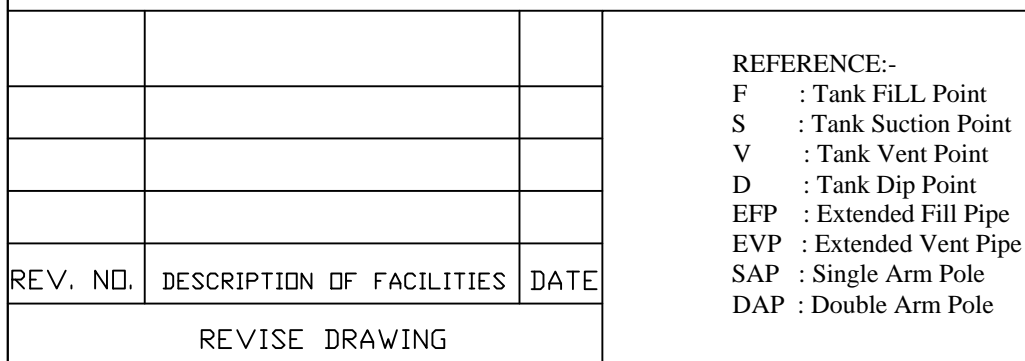 REV. NO. DESCRIPTION OF FACILITIES DATE
REVISE DRAWING
REFERENCE:-
F : Tank FiLL Point
S : Tank Suction Point
V : Tank Vent Point
D : Tank Dip Point
EFP : Extended Fill Pipe
EVP : Extended Vent Pipe
SAP : Single Arm Pole
DAP : Double Arm Pole